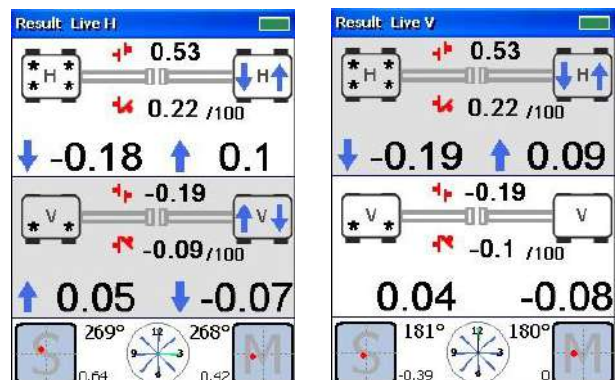 Result Live H
0.53
H
H
0.22 /100
-0.18 0.1
-0.19
V
V
-0.09 /100
0.05 -0.07
269° 12 268°
S 9 3 M
0.64 6 0.42
Result Live V
0.53
H
H
0.22 /100
-0.19 0.09
-0.19
V
V
-0.1 /100
0.04 -0.08
181° 12 180°
S 9 3 M
-0.39 6 0